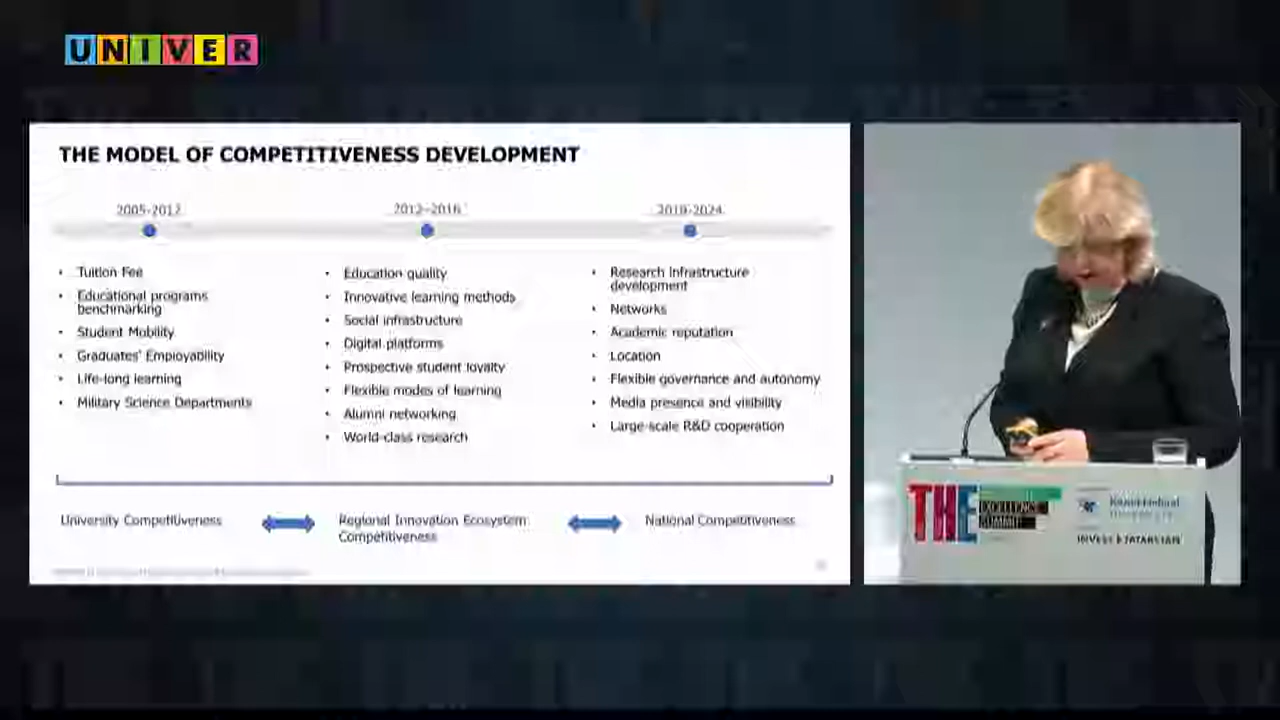 UNIVER
THE MODEL OF COMPETITIVENESS DEVELOPMENT
2005-2012
2012-2018
2019-2024
• Tuition Fee
• Educational programs
benchmarking
• Student Mobility
• Graduates' Employability
• Life-long learning
• Military Science Departments
• Education quality
• Innovative learning methods
• Social infrastructure
• Digital platforms
• Prospective student loyalty
• Flexible modes of learning
• Alumni networking
• World-class research
• Research Infrastructure
development
• Networks
• Academic reputation
• Location
• Flexible governance and autonomy
• Media presence and visibility
• Large-scale R&D cooperation
University Competitiveness
Regional Innovation Ecosystem
Competitiveness
National Competitiveness
THE
EXCELLENCE
SUMMIT
Kazan Federal
UNIVERSITY
INVEST TATARSTAN